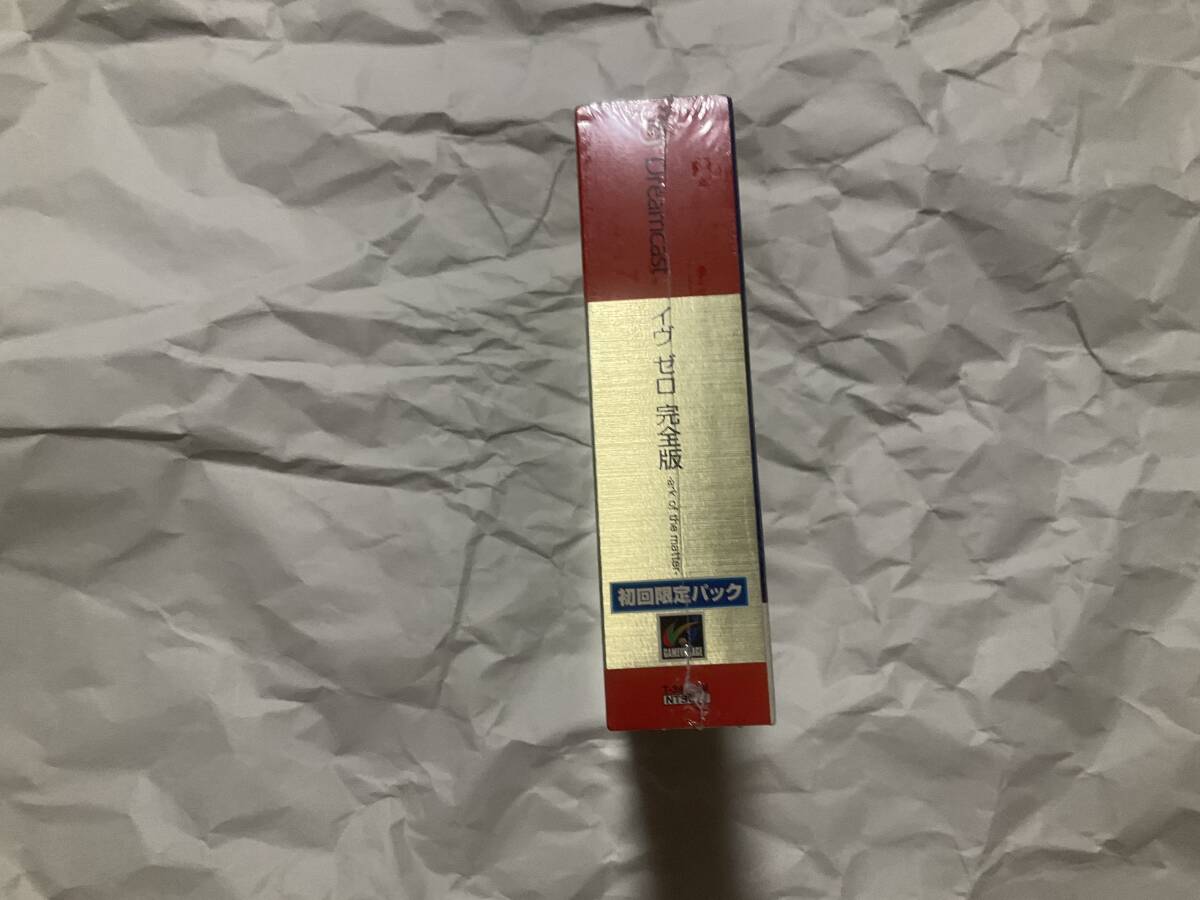 Dreamcast
イヴ ゼロ 完全版
-ark of the matter-
初回限定パック